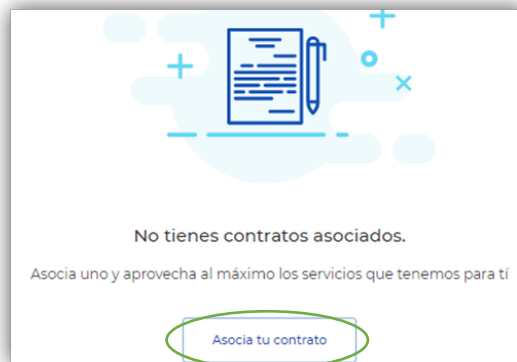 No tienes contratos asociados.
Asocia uno y aprovecha al máximo los servicios que tenemos para tí
Asocia tu contrato